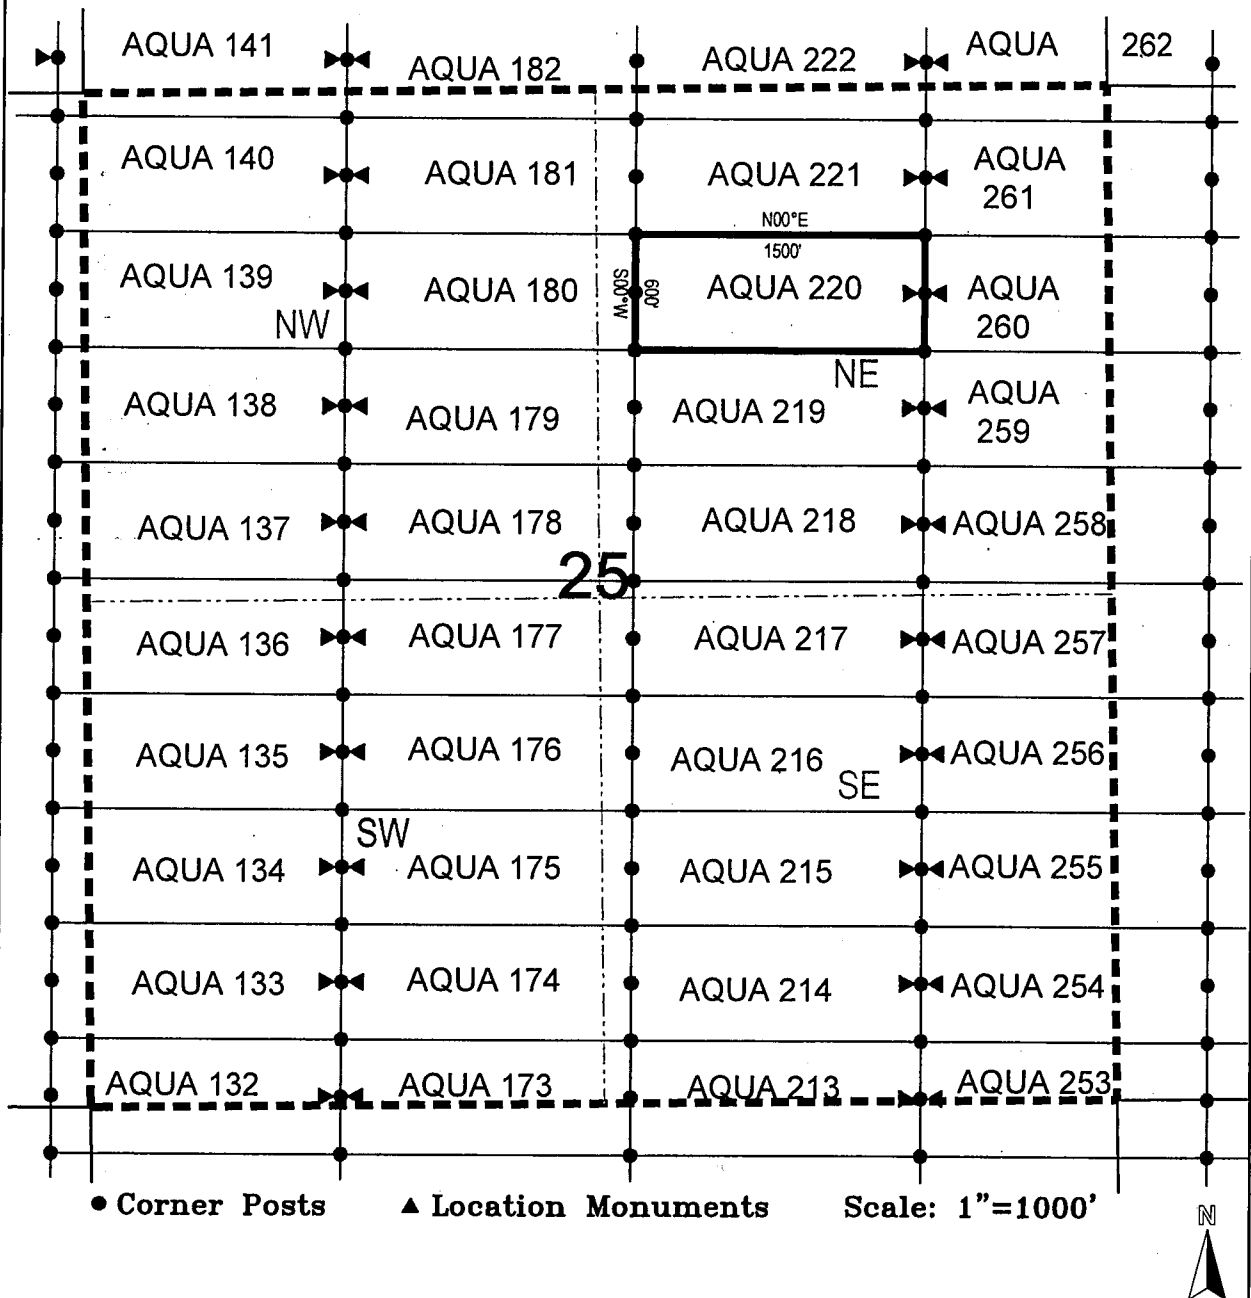 AQUA 141
AQUA 182
AQUA 222
AQUA 262
AQUA 140
AQUA 181
AQUA 221
AQUA
261
N00°E
1500'
AQUA 139
AQUA 180
S00°W
600'
AQUA 220
AQUA
260
NW
NE
AQUA 138
AQUA 179
AQUA 219
AQUA
259
AQUA 137
AQUA 178
AQUA 218
AQUA 258
25
AQUA 136
AQUA 177
AQUA 217
AQUA 257
AQUA 135
AQUA 176
AQUA 216
AQUA 256
SE
SW
AQUA 134
AQUA 175
AQUA 215
AQUA 255
AQUA 133
AQUA 174
AQUA 214
AQUA 254
AQUA 132
AQUA 173
AQUA 213
AQUA 253
Corner Posts
Location Monuments
Scale: 1"=1000'
N